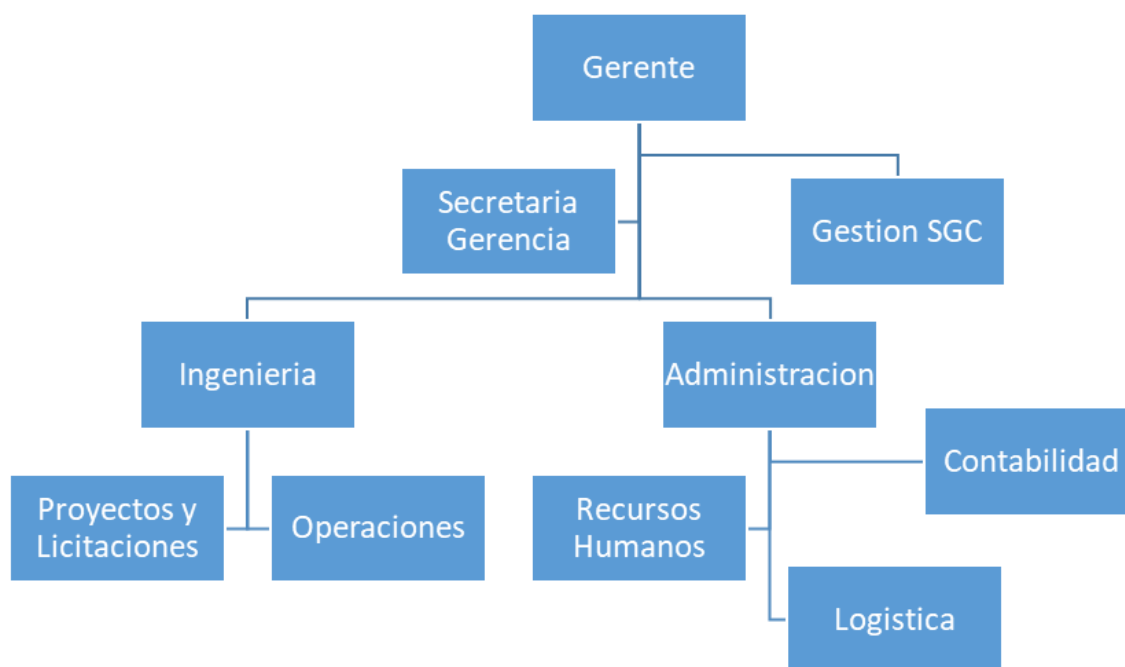 Gerente
Secretaria
Gerencia
Gestion SGC
Ingenieria
Administracion
Contabilidad
Proyectos y
Licitaciones
Operaciones
Recursos
Humanos
Logistica